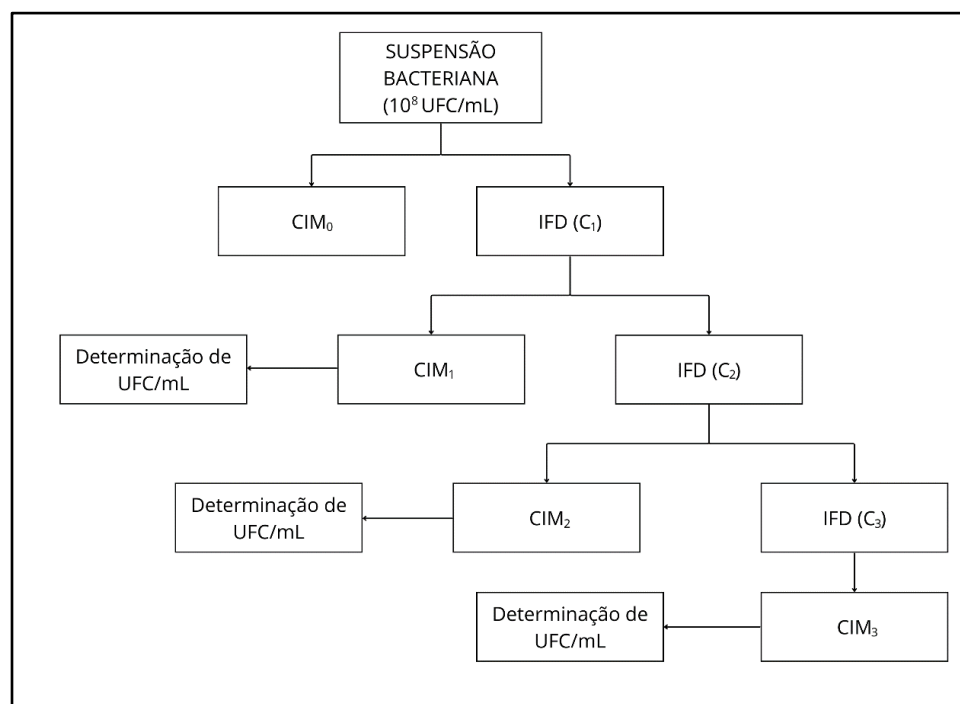 SUSPENSÃO
BACTERIANA
(10⁸ UFC/mL)
CIM₀
IFD (C₁)
Determinação de
UFC/mL
CIM₁
IFD (C₂)
Determinação de
UFC/mL
CIM₂
IFD (C₃)
Determinação de
UFC/mL
CIM₃